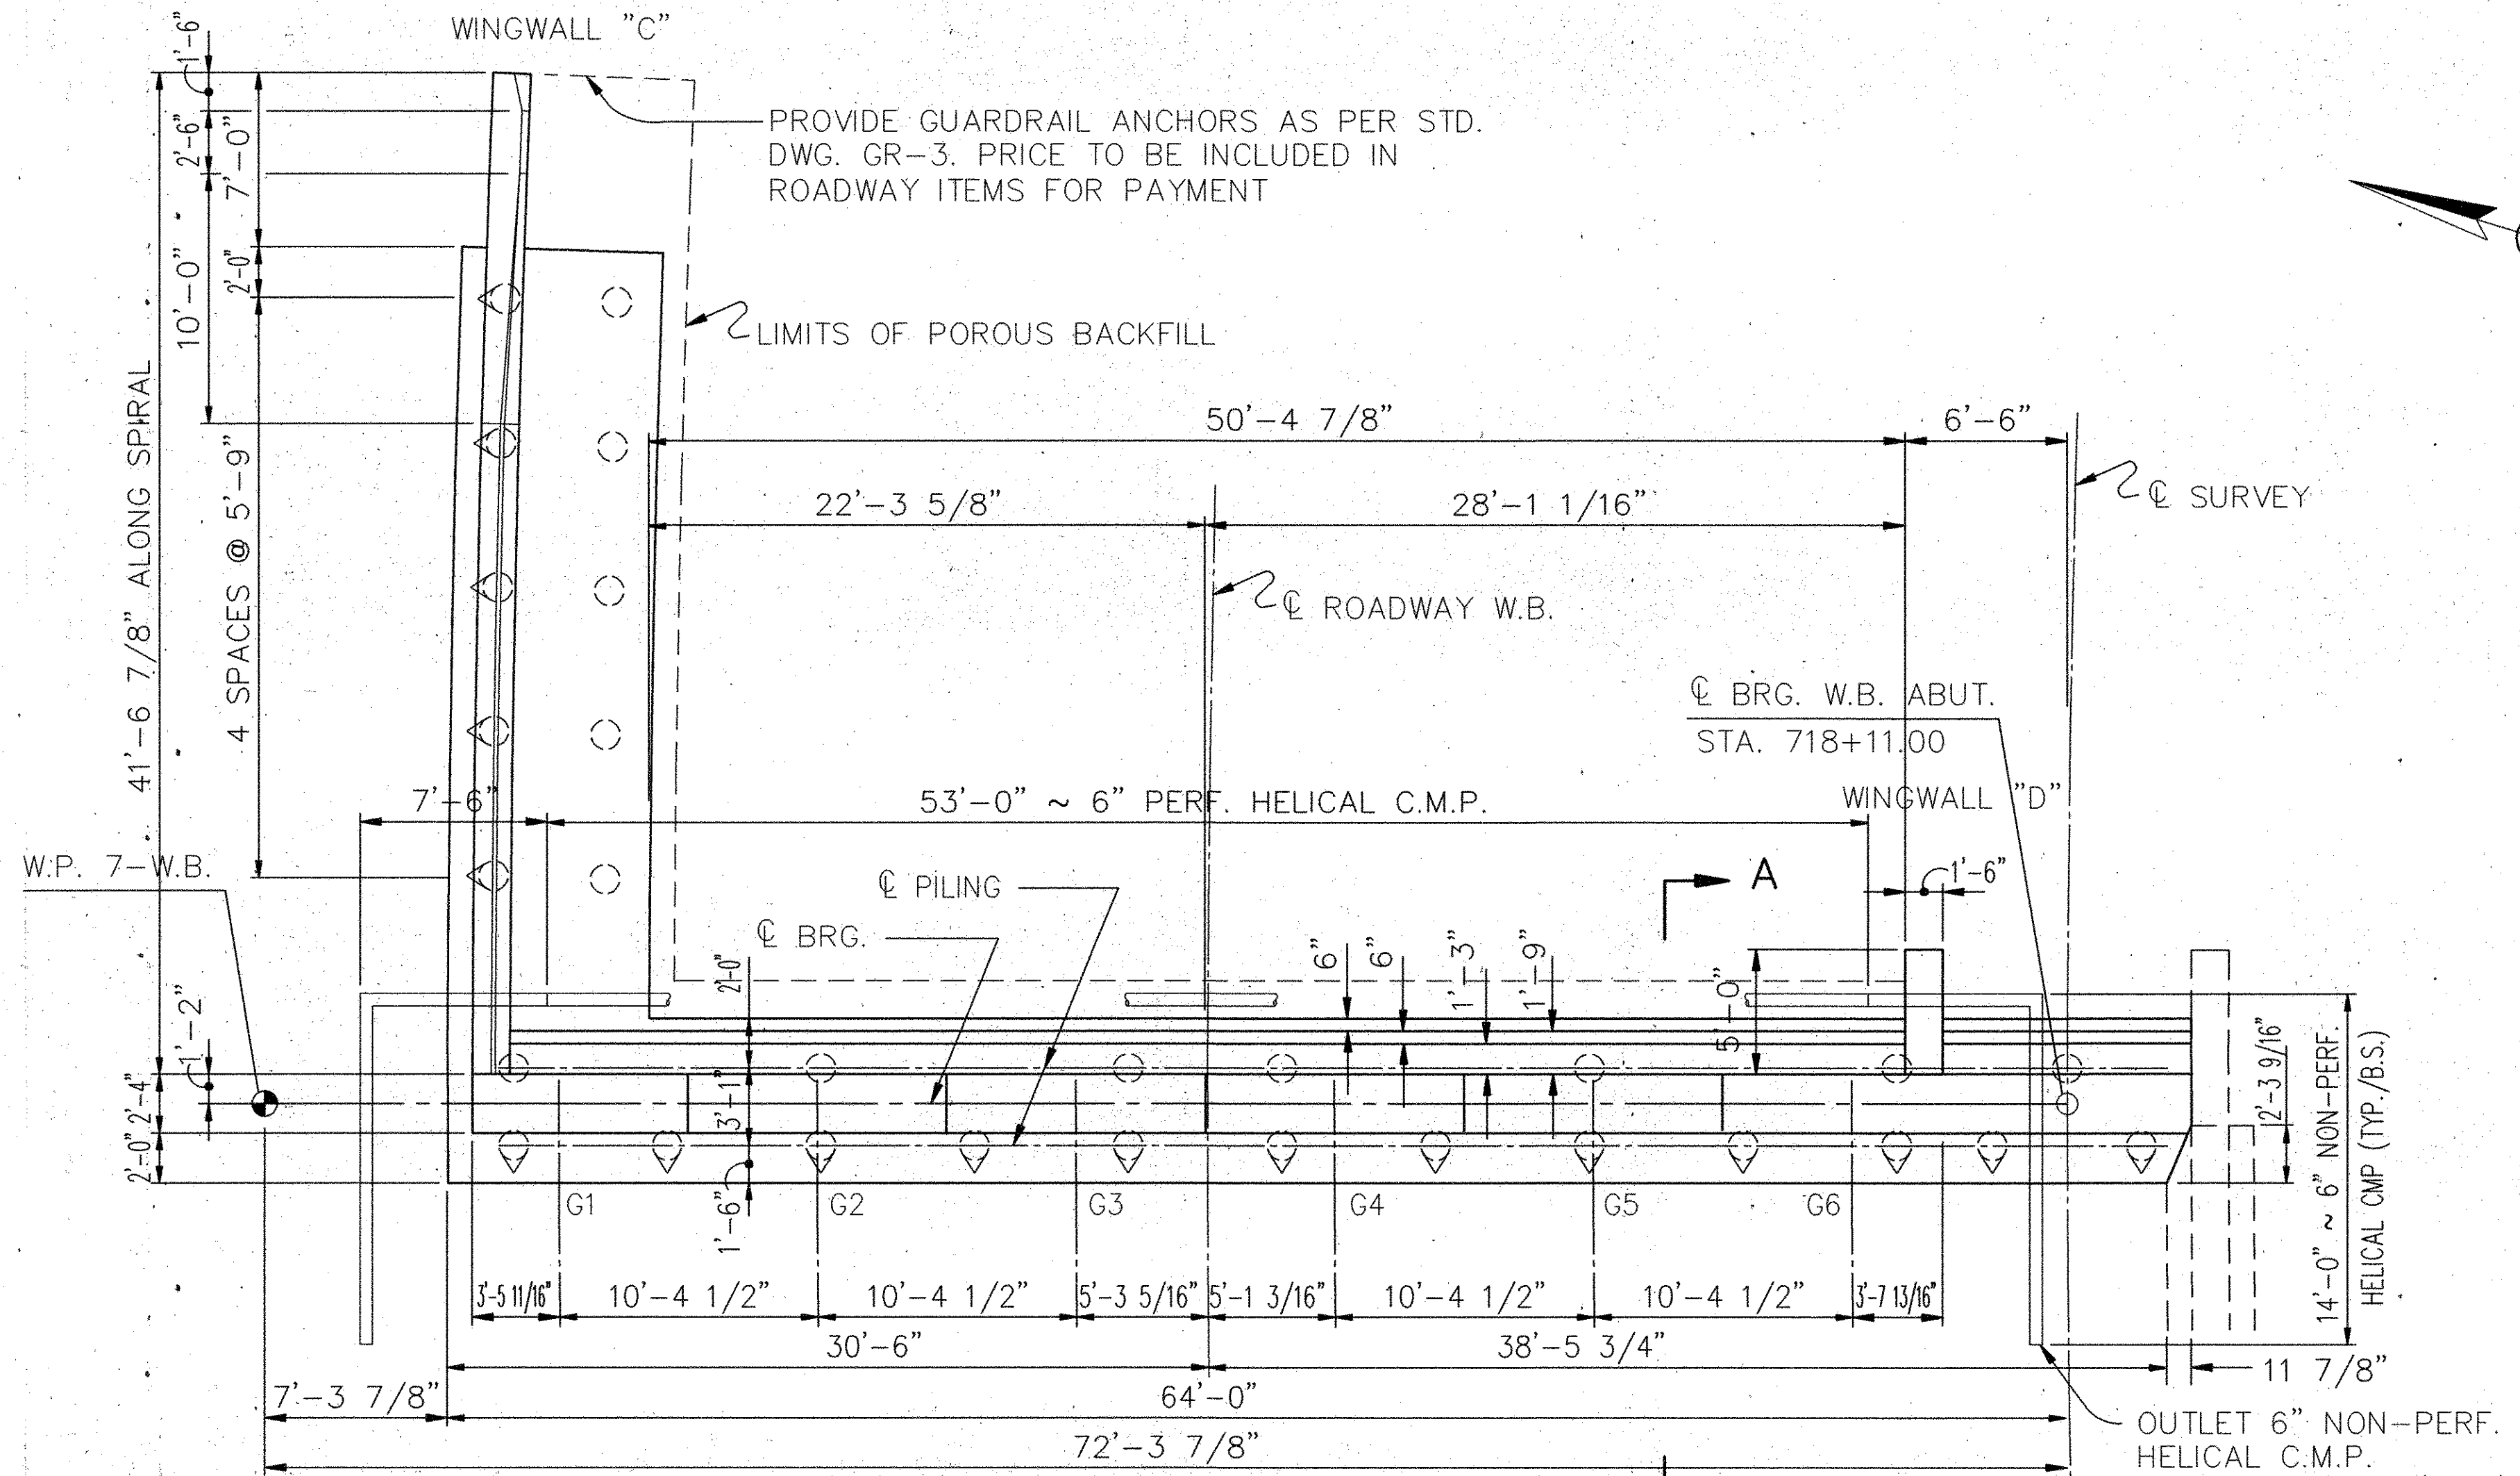 WINGWALL "C"
1'-6"
2'-6"
7'-0"
PROVIDE GUARDRAIL ANCHORS AS PER STD.
DWG. GR-3. PRICE TO BE INCLUDED IN
ROADWAY ITEMS FOR PAYMENT
10'-0"
2'-0"
LIMITS OF POROUS BACKFILL
41'-6 7/8" ALONG SPIRAL
4 SPACES @ 5'-9"
50'-4 7/8"
6'-6"
22'-3 5/8"
28'-1 1/16"
℄ SURVEY
℄ ROADWAY W.B.
℄ BRG. W.B. ABUT.
STA. 718+11.00
7'-6"
53'-0" ~ 6" PERF. HELICAL C.M.P.
WINGWALL "D"
W.P. 7-W.B.
℄ PILING
A
1'-6"
℄ BRG.
2'-0"
6"
6"
1'-3"
1'-9"
5'-0"
1'-2"
2'-4"
2'-0"
3'-1"
1'-6"
2'-3 9/16"
14'-0" ~ 6" NON-PERF.
HELICAL CMP (TYP./B.S.)
G1
G2
G3
G4
G5
G6
3'-5 11/16"
10'-4 1/2"
10'-4 1/2"
5'-3 5/16"
5'-1 3/16"
10'-4 1/2"
10'-4 1/2"
3'-7 13/16"
30'-6"
38'-5 3/4"
11 7/8"
7'-3 7/8"
64'-0"
72'-3 7/8"
OUTLET 6" NON-PERF.
HELICAL C.M.P.